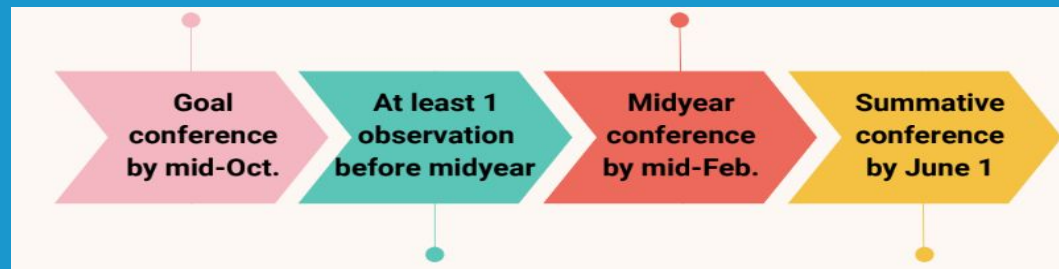 Goal
conference
by mid-Oct.
At least 1
observation
before midyear
Midyear
conference
by mid-Feb.
Summative
conference
by June 1